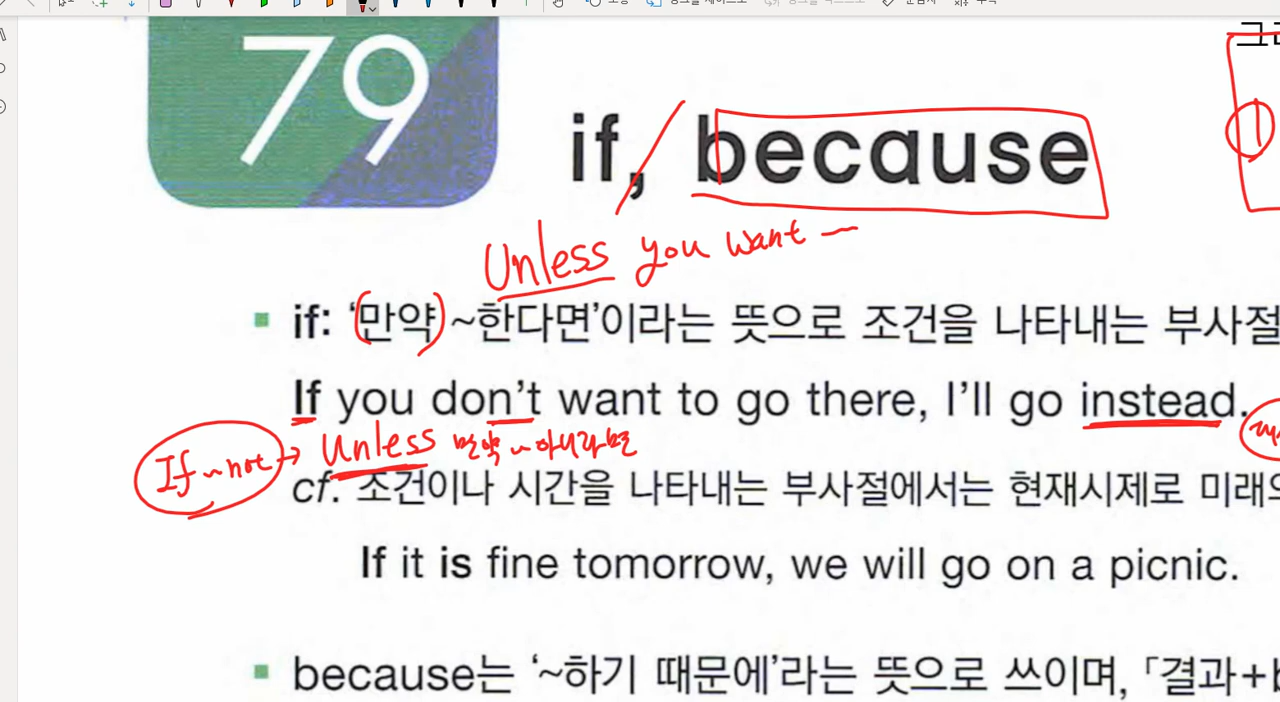 79
if, because
Unless you want
if: ‘만약 ~한다면’이라는 뜻으로 조건을 나타내는 부사절
If you don't want to go there, I'll go instead.
If ~ not → Unless 만약 ~ 아니라면
cf. 조건이나 시간을 나타내는 부사절에서는 현재시제로
If it is fine tomorrow, we will go on a picnic.
because는 ‘~하기 때문에’라는 뜻으로 쓰이며, 「결과+